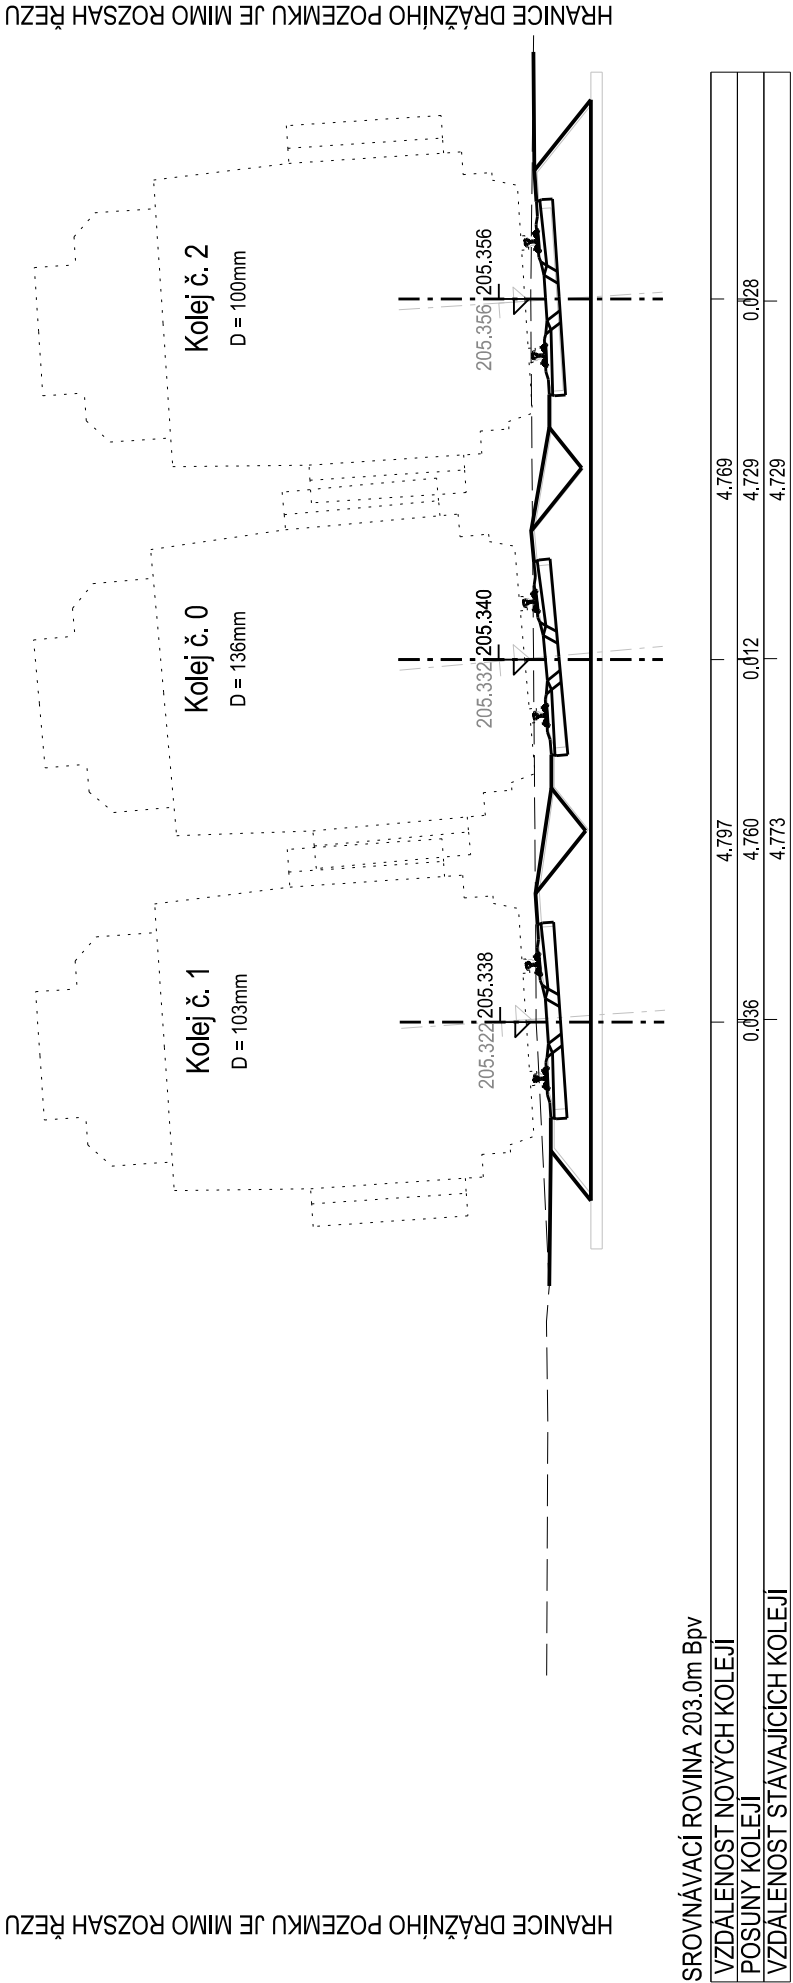 HRANICE DRÁŽNÍHO POZEMKU JE MIMO ROZSAH ŘEZU
HRANICE DRÁŽNÍHO POZEMKU JE MIMO ROZSAH ŘEZU
Kolej č. 1
D = 103mm
Kolej č. 0
D = 136mm
Kolej č. 2
D = 100mm
205.322 205.338
205.332 205.340
205.356 205.356
SROVNÁVACÍ ROVINA 203.0m Bpv
VZDÁLENOST NOVÝCH KOLEJÍ 4.797 4.769
POSUNY KOLEJÍ 0.036 4.760 0.012 4.729 0.028
VZDÁLENOST STÁVAJÍCÍCH KOLEJÍ 4.773 4.729